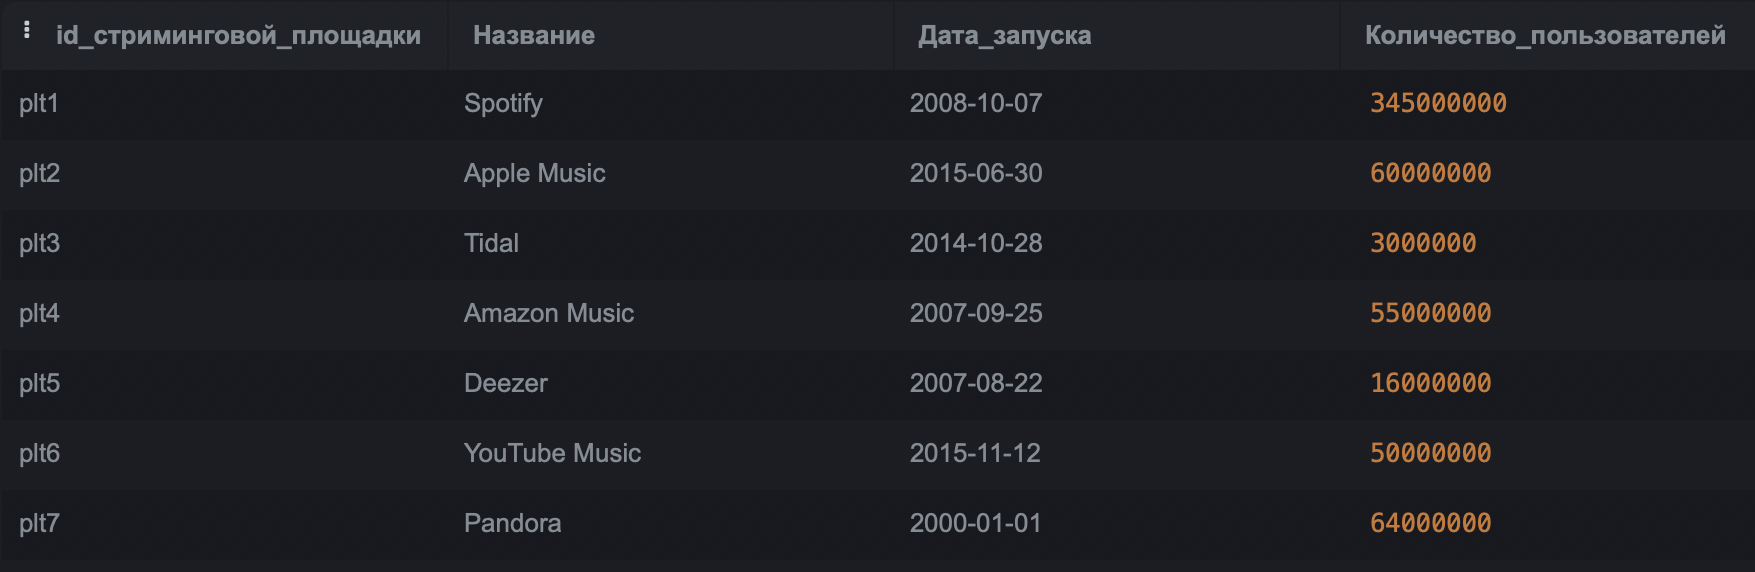 id_стриминговой_площадки Название Дата_запуска Количество_пользователей
plt1 Spotify 2008-10-07 345000000
plt2 Apple Music 2015-06-30 60000000
plt3 Tidal 2014-10-28 3000000
plt4 Amazon Music 2007-09-25 55000000
plt5 Deezer 2007-08-22 16000000
plt6 YouTube Music 2015-11-12 50000000
plt7 Pandora 2000-01-01 64000000